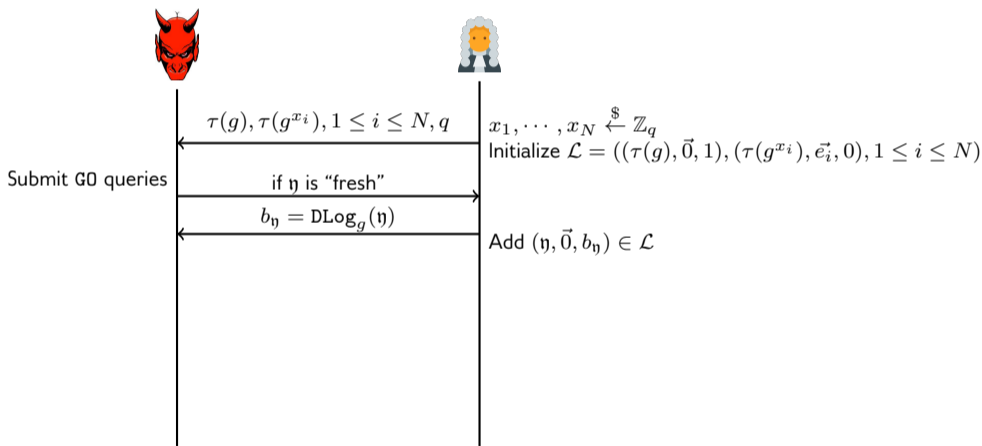 τ(g), τ(g^{x_i}), 1 ≤ i ≤ N, q
x_1, ⋯ , x_N ←$ ℤ_q
Initialize ℒ = ((τ(g), 0⃗, 1), (τ(g^{x_i}), e⃗_i, 0), 1 ≤ i ≤ N)
Submit GO queries
if 𝔶 is “fresh”
b_𝔶 = DLog_g(𝔶)
Add (𝔶, 0⃗, b_𝔶) ∈ ℒ